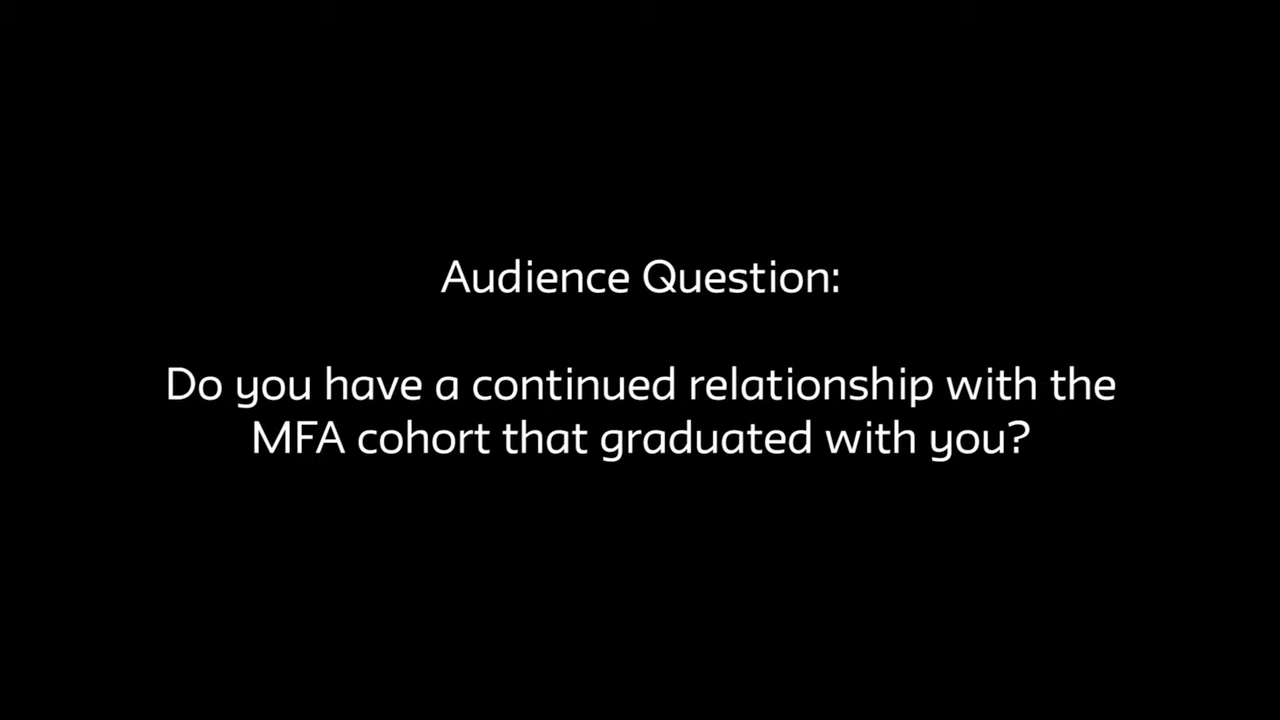 Audience Question:
Do you have a continued relationship with the
MFA cohort that graduated with you?